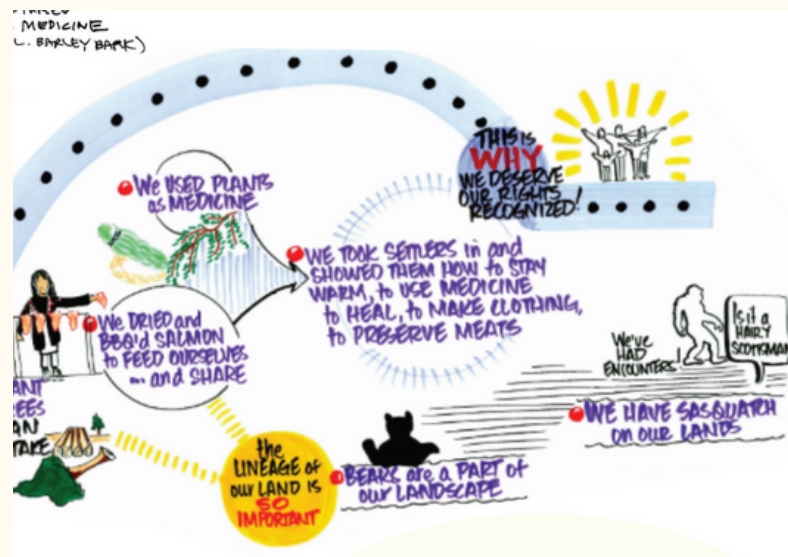 MEDICINE
L. BARLEY BARK)
THIS is
WHY
WE DESERVE
OUR RIGHTS
RECOGNIZED!
WE USED PLANTS
as MEDICINE
WE TOOK SETTLERS in and
SHOWED THEM HOW to STAY
WARM, to USE MEDICINE
to HEAL, to MAKE CLOTHING,
to PRESERVE MEATS
WE DRIED and
BBQ'd SALMON
to FEED OURSELVES
... and SHARE
We've
HAD
ENCOUNTERS!
Is it a
HAIRY
SCOTTSMAN
WE HAVE SASQUATCH
on OUR LANDS
ANT
REES
AN
TAKE
the
LINEAGE of
our LAND is
SO
IMPORTANT
BEARS are a PART of
our LANDSCAPE